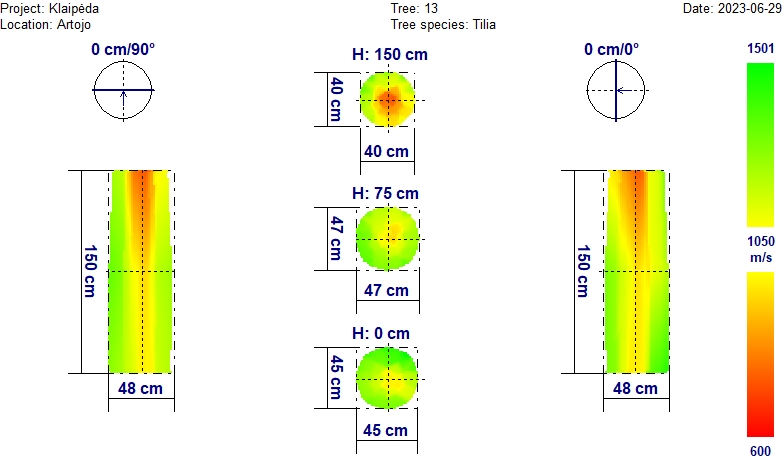 Project: Klaipėda
Tree: 13
Date: 2023-06-29
Location: Artojo
Tree species: Tilia
0 cm/90°
H: 150 cm
0 cm/0°
1501
40 cm
40 cm
H: 75 cm
47 cm
47 cm
150 cm
150 cm
1050
m/s
H: 0 cm
45 cm
45 cm
48 cm
48 cm
600